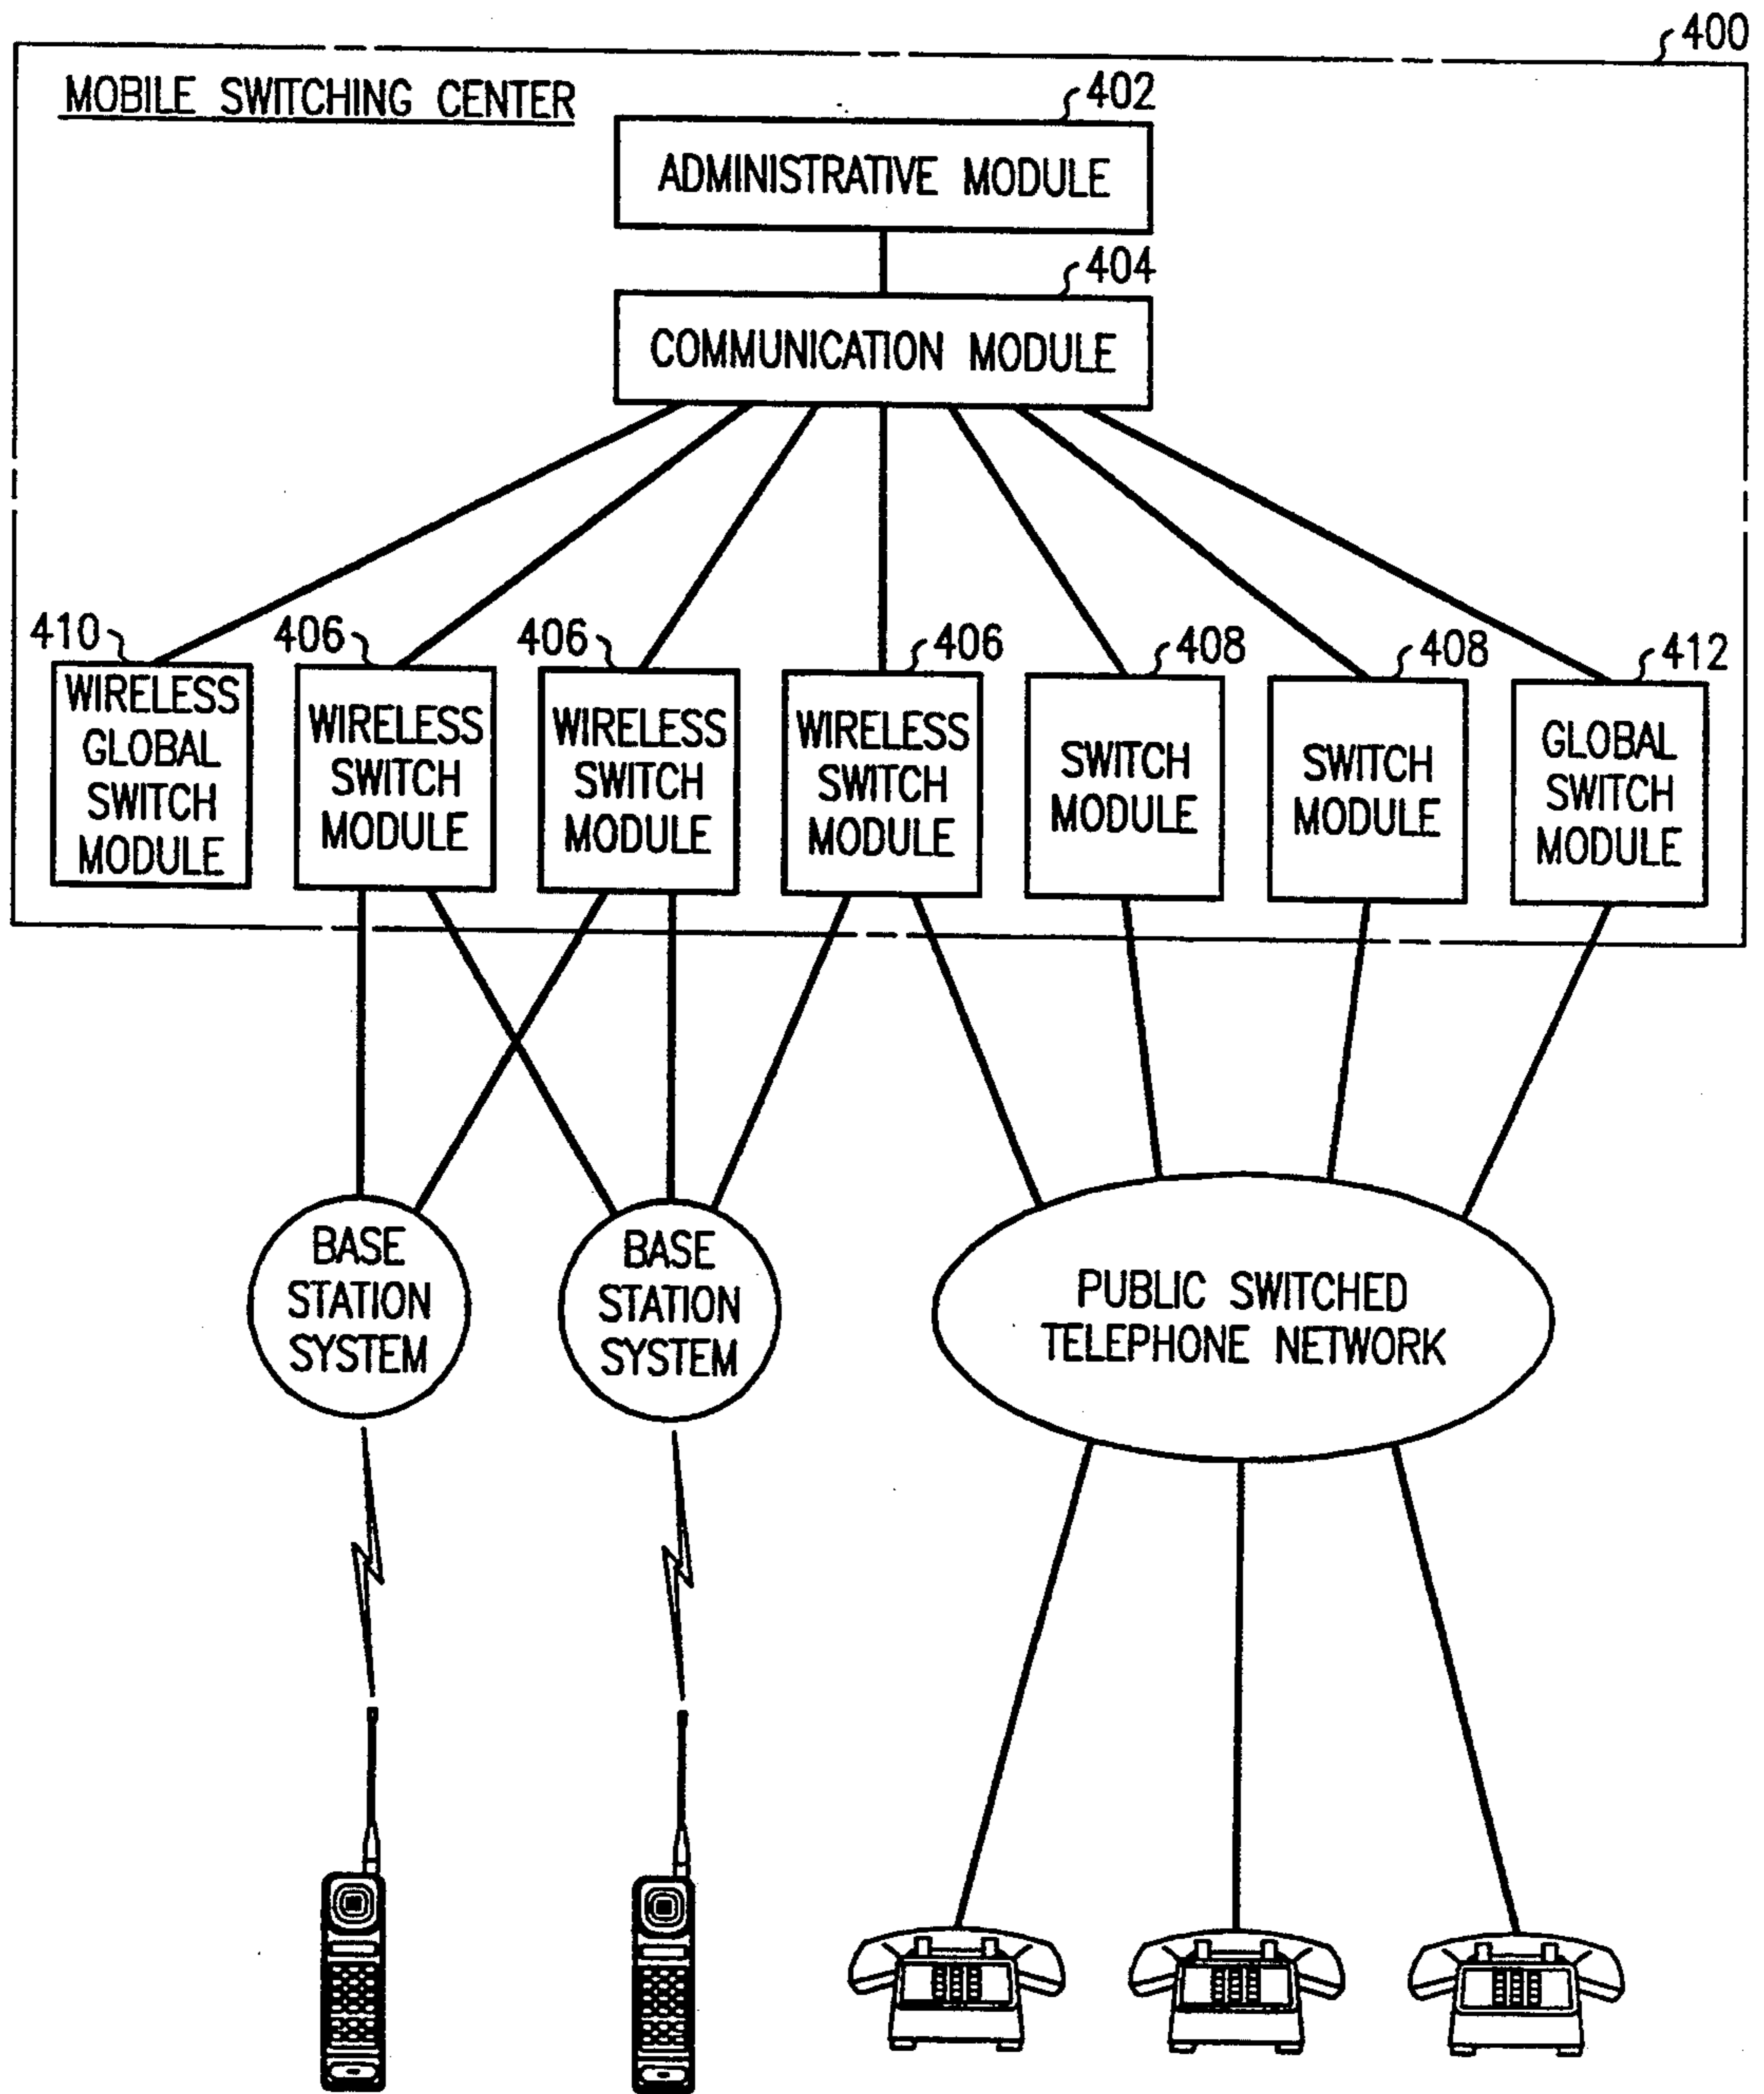 400
MOBILE SWITCHING CENTER
402
ADMINISTRATIVE MODULE
404
COMMUNICATION MODULE
410
WIRELESS
GLOBAL
SWITCH
MODULE
406
WIRELESS
SWITCH
MODULE
406
WIRELESS
SWITCH
MODULE
406
WIRELESS
SWITCH
MODULE
408
SWITCH
MODULE
408
SWITCH
MODULE
412
GLOBAL
SWITCH
MODULE
BASE
STATION
SYSTEM
BASE
STATION
SYSTEM
PUBLIC SWITCHED
TELEPHONE NETWORK